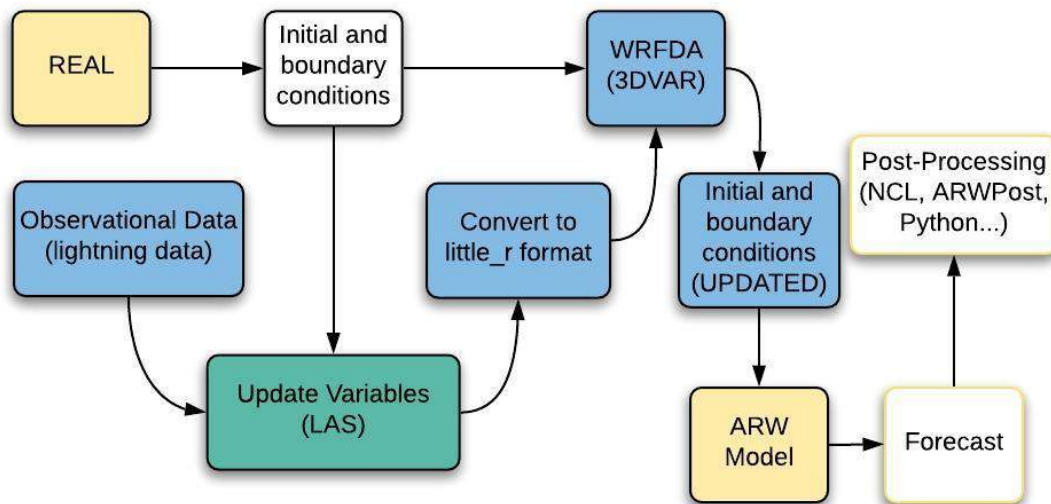 REAL
Initial and
boundary
conditions
WRFDA
(3DVAR)
Observational Data
(lightning data)
Convert to
little_r format
Initial and
boundary
conditions
(UPDATED)
Post-Processing
(NCL, ARWPost,
Python...)
Update Variables
(LAS)
ARW
Model
Forecast